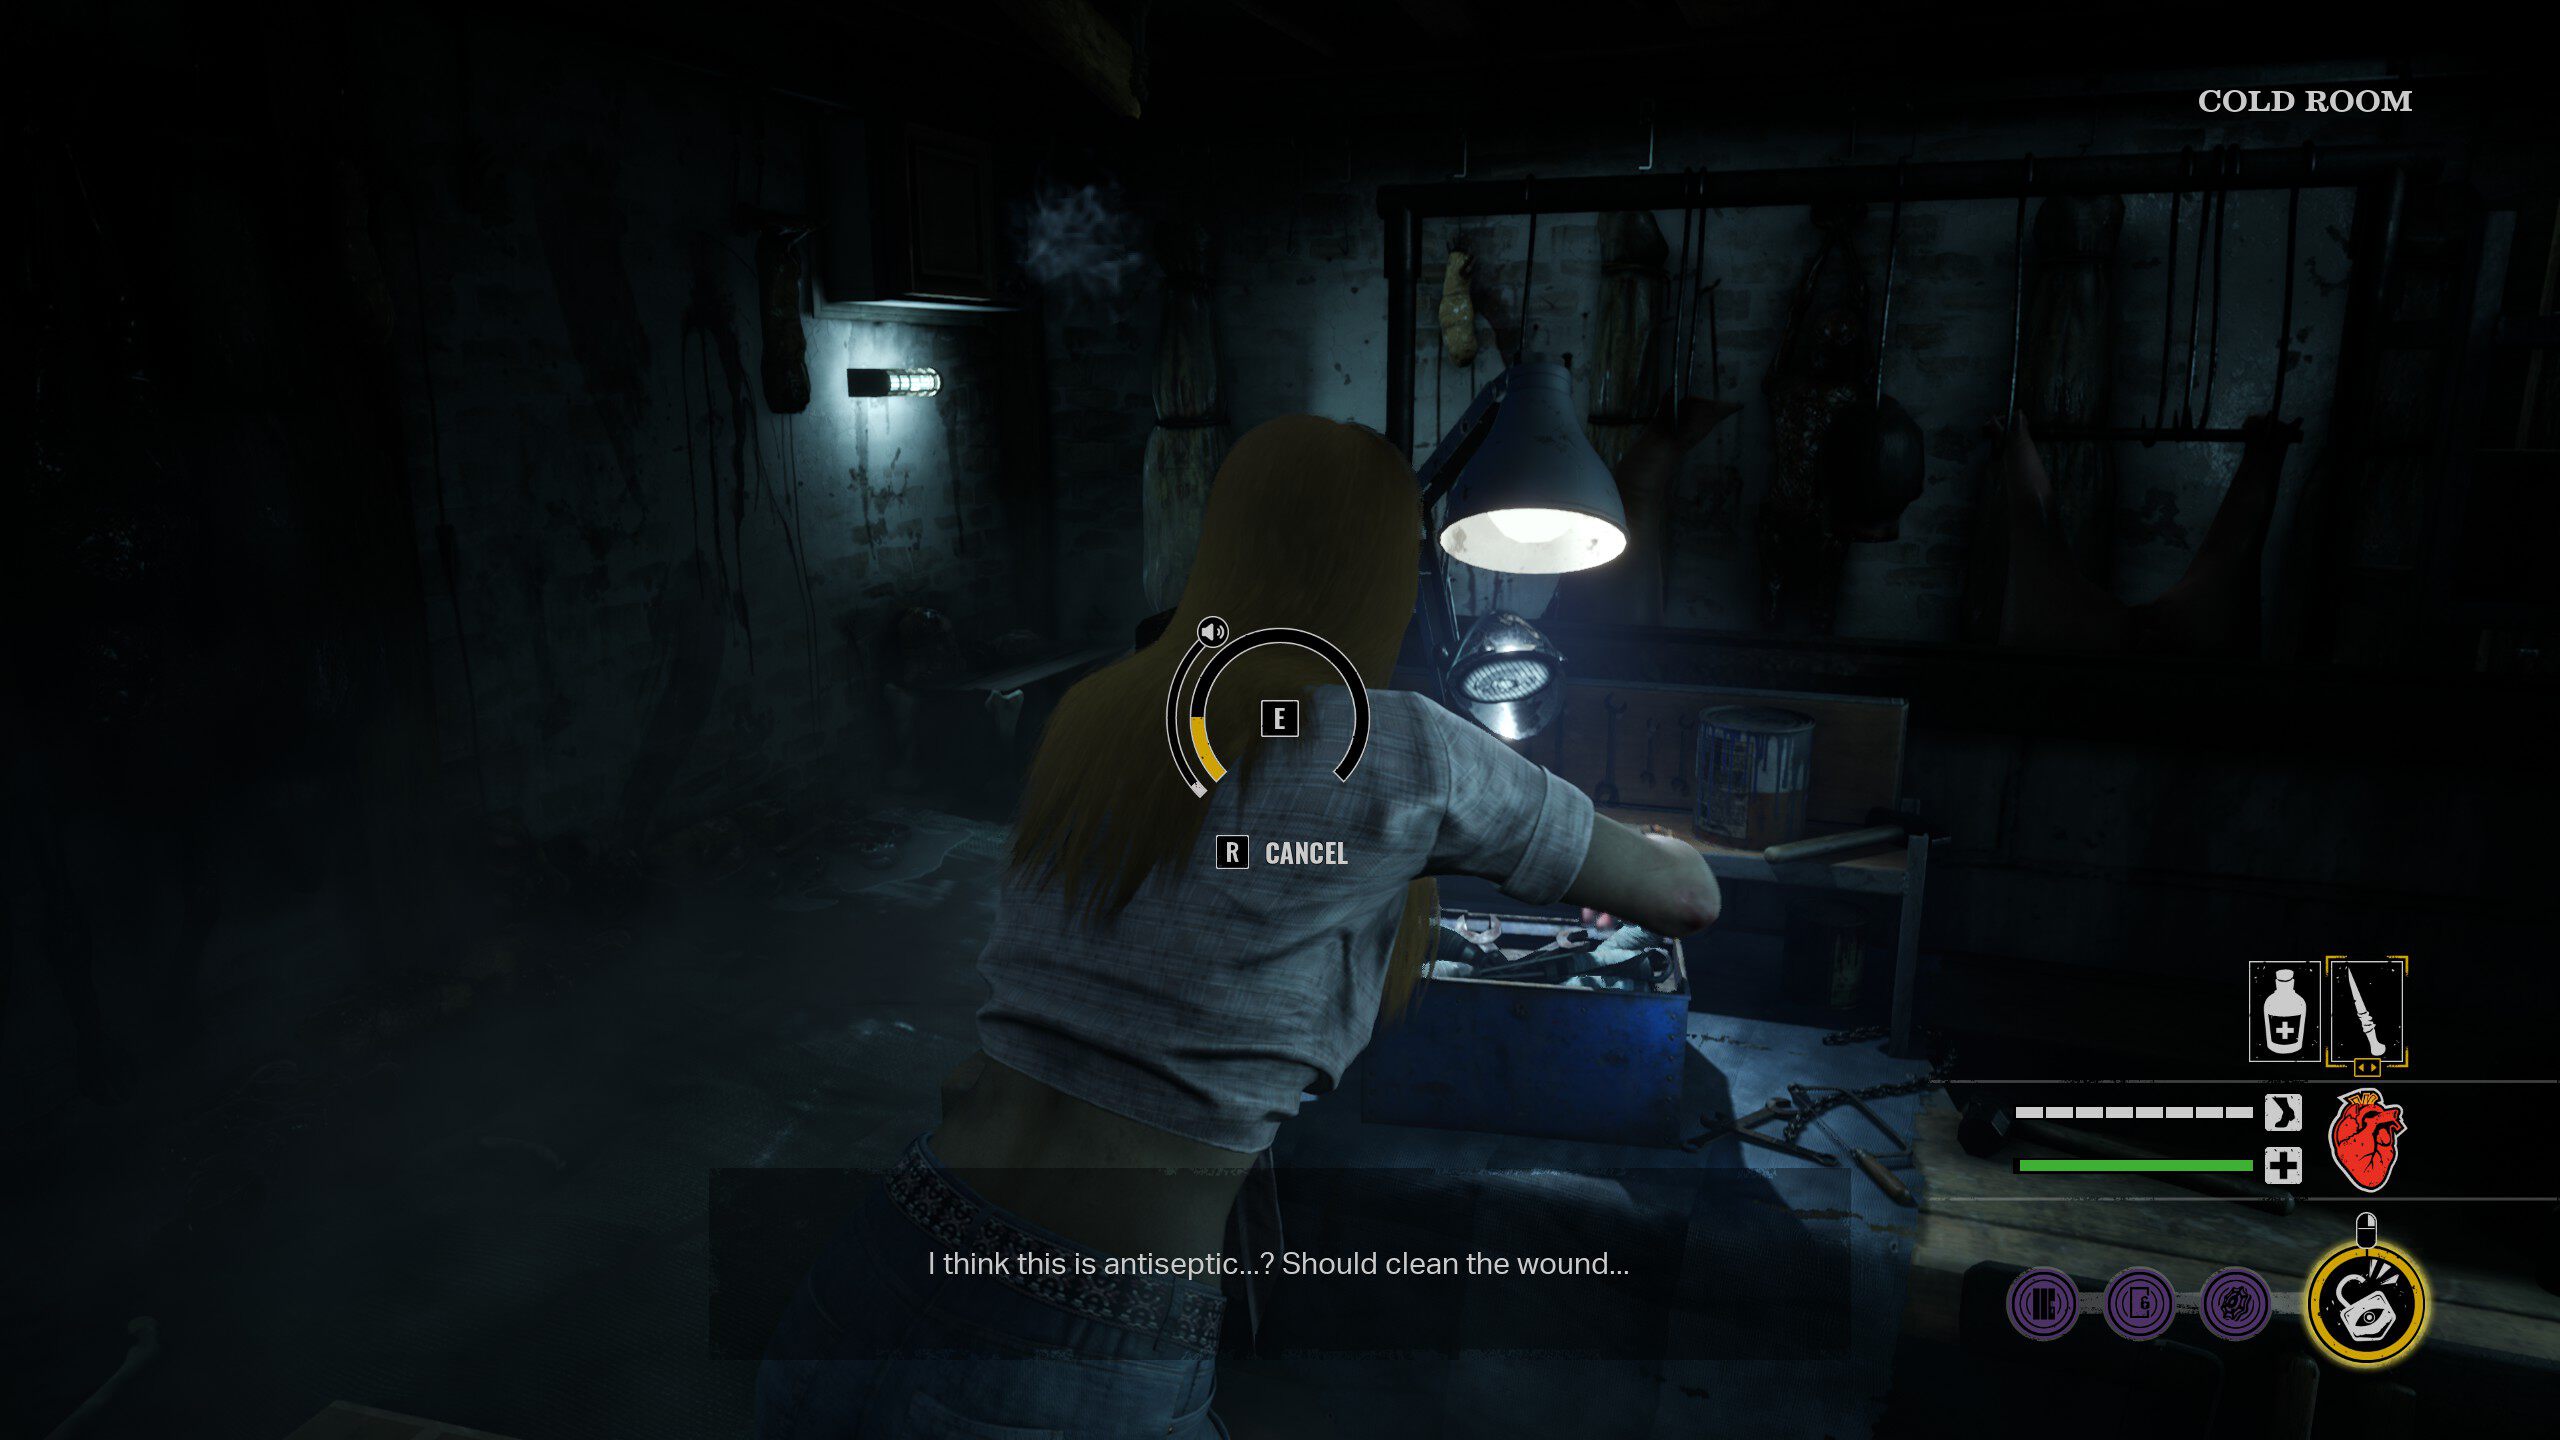 COLD ROOM
E
R CANCEL
I think this is antiseptic...? Should clean the wound...